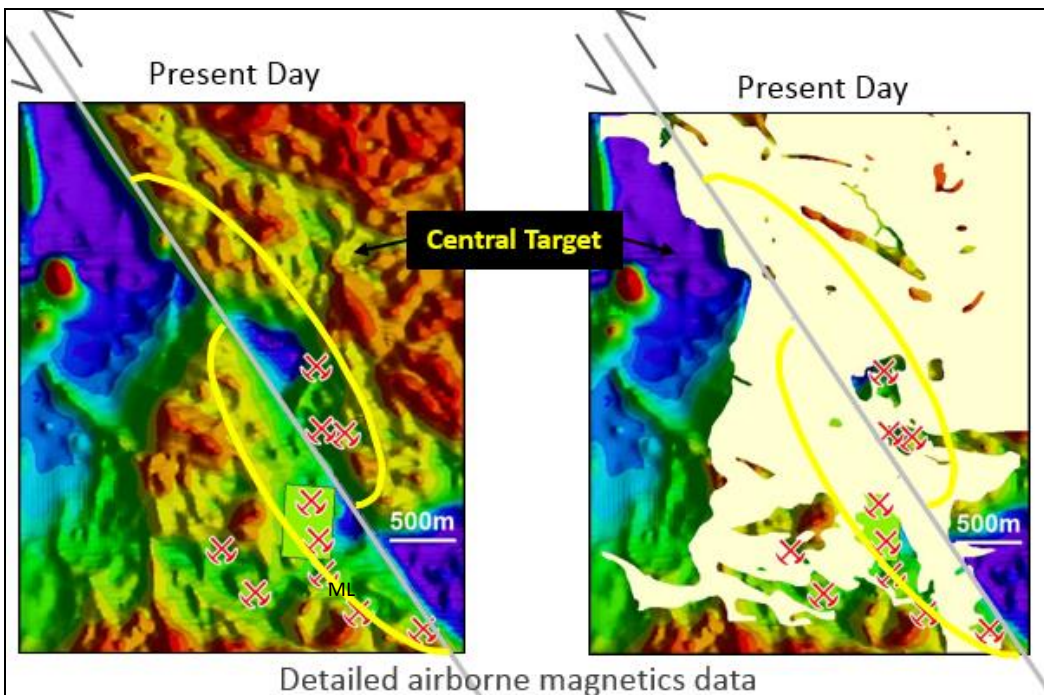 Present Day
Present Day
Central Target
500m
500m
ML
Detailed airborne magnetics data